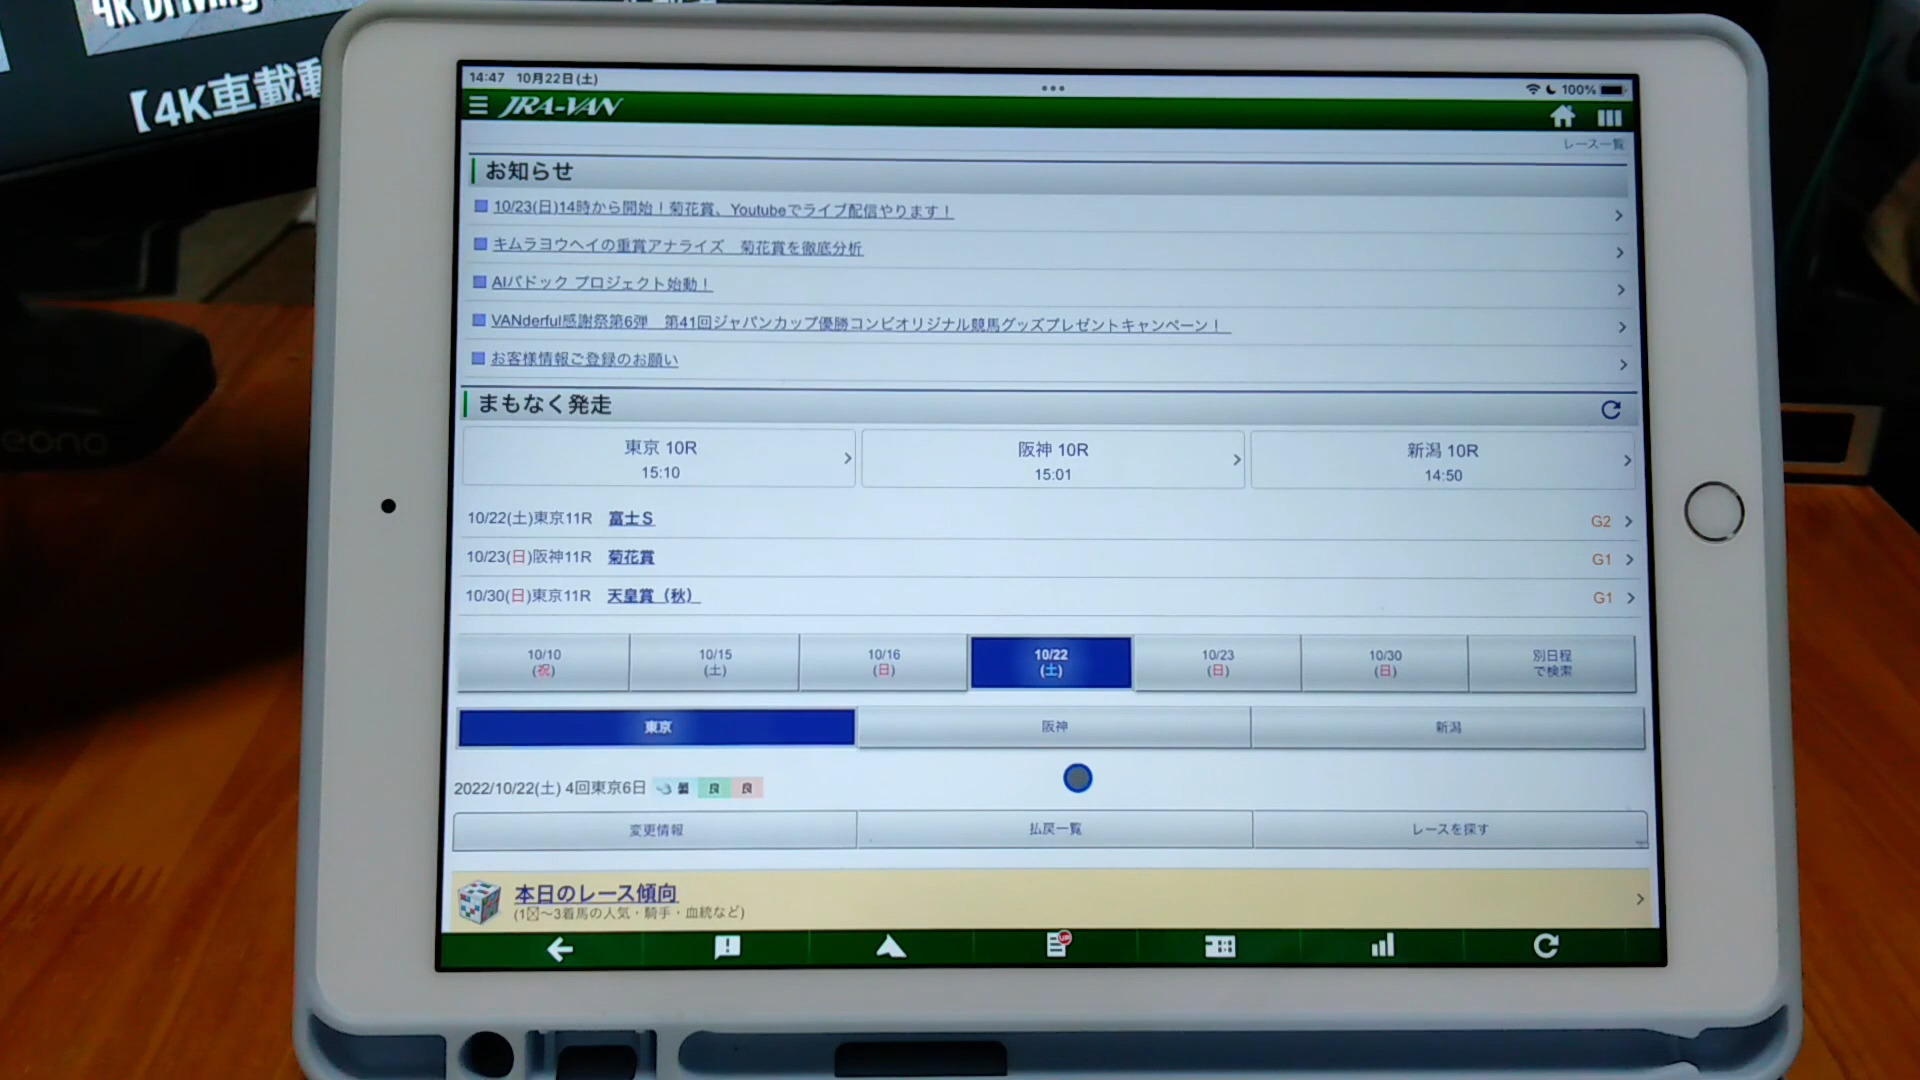 4K Driving
【4K車載動
eono
14:47 10月22日(土)
100%
JRA-VAN
レース一覧
お知らせ
10/23(日)14時から開始！菊花賞、Youtubeでライブ配信やります！
キムラヨウヘイの重賞アナライズ　菊花賞を徹底分析
AIパドック プロジェクト始動！
VANderful感謝祭第6弾　第41回ジャパンカップ優勝コンビオリジナル競馬グッズプレゼントキャンペーン！
お客様情報ご登録のお願い
まもなく発走
東京 10R
15:10
阪神 10R
15:01
新潟 10R
14:50
10/22(土)東京11R 富士Ｓ G2
10/23(日)阪神11R 菊花賞 G1
10/30(日)東京11R 天皇賞（秋） G1
10/10
(祝)
10/15
(土)
10/16
(日)
10/22
(土)
10/23
(日)
10/30
(日)
別日程
で検索
東京 阪神 新潟
2022/10/22(土) 4回東京6日 曇 良 良
変更情報 払戻一覧 レースを探す
本日のレース傾向
(1〜3着馬の人気・騎手・血統など)